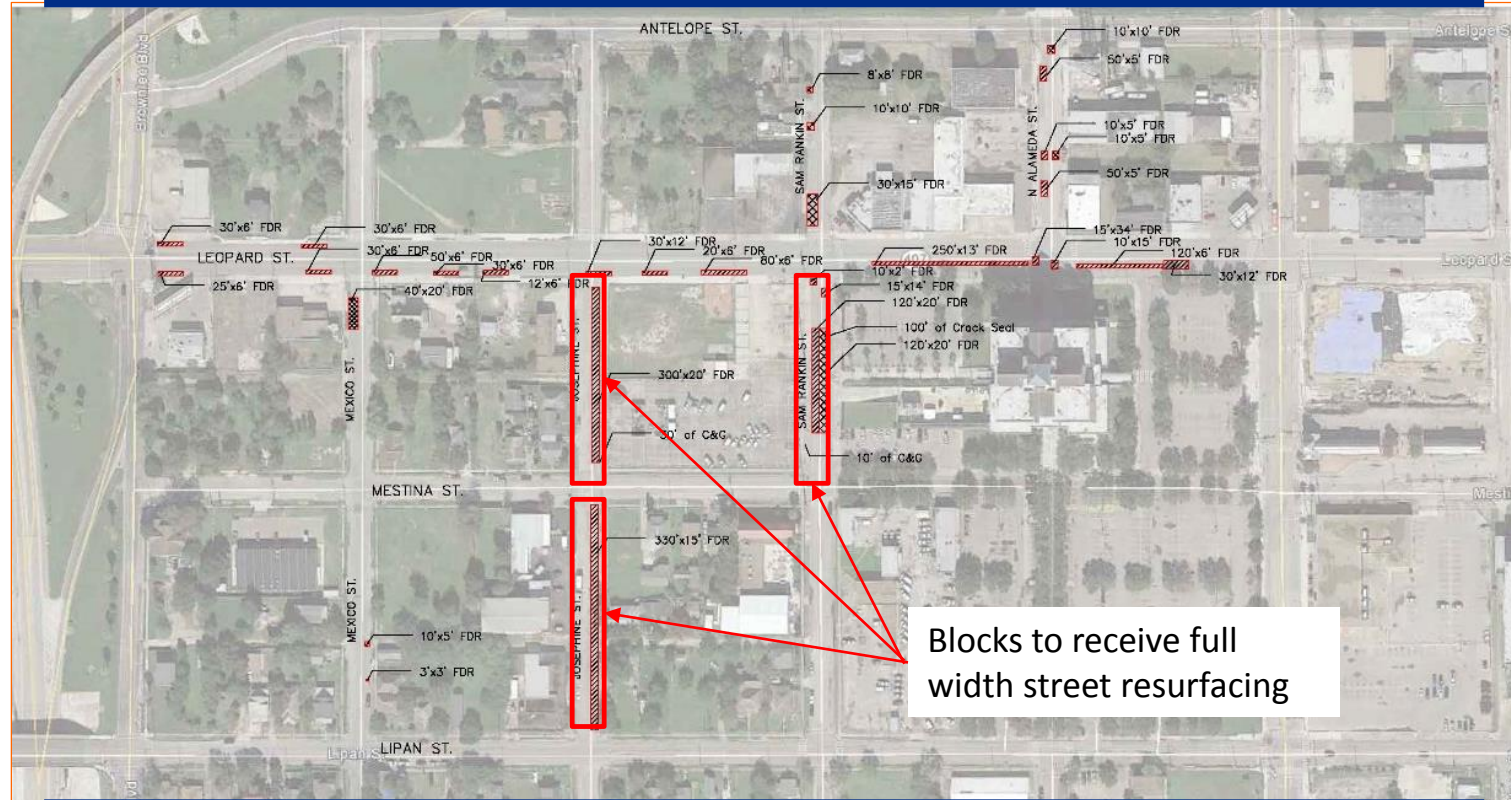 ANTELOPE ST.
Antelope S
Brownlee Blvd
10'x10' FDR
50'x5' FDR
8'x8' FDR
10'x10' FDR
SAM RANKIN ST.
N ALAMEDA ST.
10'x5' FDR
10'x5' FDR
30'x15' FDR
50'x5' FDR
30'x6' FDR
30'x6' FDR
30'x12' FDR
15'x34' FDR
LEOPARD ST.
30'x6' FDR
50'x6' FDR
30'x6' FDR
20'x6' FDR
80'x6' FDR
250'x13' FDR
10'x15' FDR
120'x6' FDR
Leopard S
25'x6' FDR
40'x20' FDR
12'x6' FDR
10'x2' FDR
15'x14' FDR
30'x12' FDR
120'x20' FDR
100' of Crack Seal
120'x20' FDR
MEXICO ST.
JOSEPHINE ST.
SAM RANKIN ST.
300'x20' FDR
30' of C&G
10' of C&G
MESTINA ST.
Mesti
330'x15' FDR
MEXICO ST.
JOSEPHINE ST.
10'x5' FDR
3'x3' FDR
Blocks to receive full
width street resurfacing
Lipan S
LIPAN ST.
vd